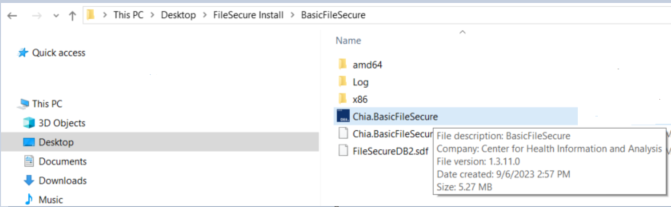 This PC > Desktop > FileSecure Install > BasicFileSecure
Name
Quick access
amd64
Log
x86
This PC
Chia.BasicFileSecure
3D Objects
Chia.BasicFileSecur
Desktop
FileSecureDB2.sdf
Documents
Downloads
Music
File description: BasicFileSecure
Company: Center for Health Information and Analysis
File version: 1.3.11.0
Date created: 9/6/2023 2:57 PM
Size: 5.27 MB